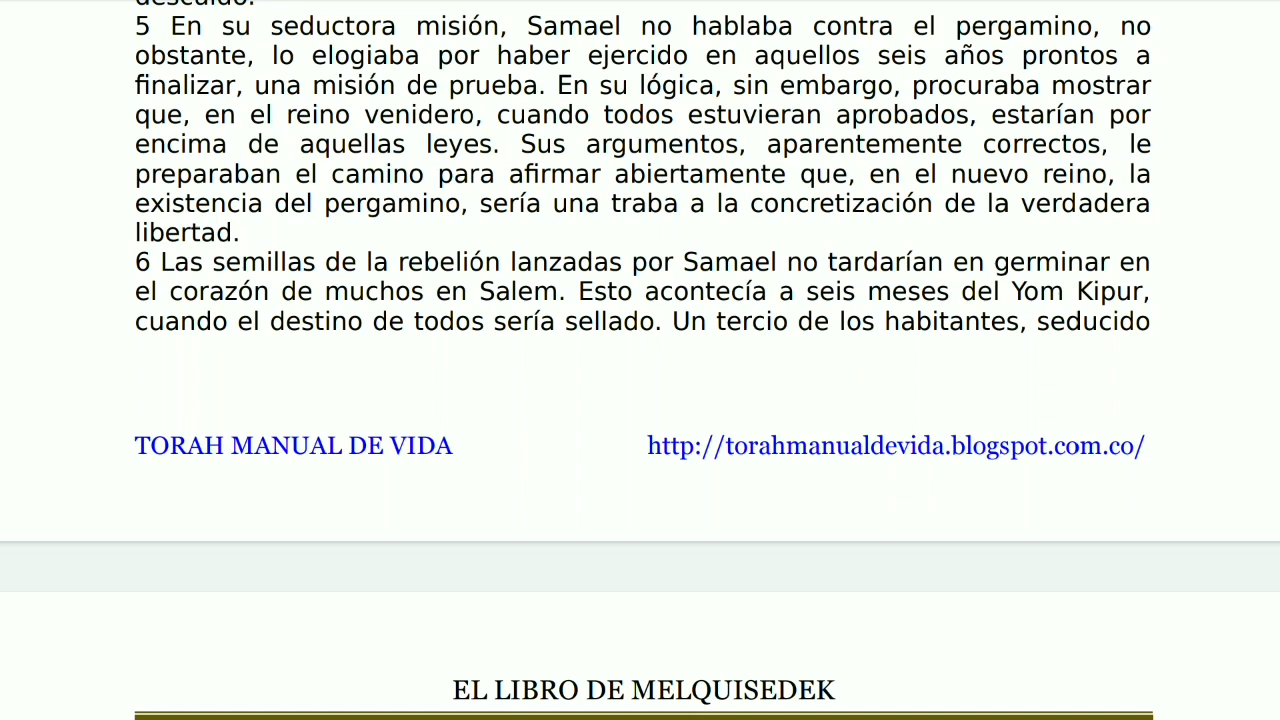 descuido.
5 En su seductora misión, Samael no hablaba contra el pergamino, no
obstante, lo elogiaba por haber ejercido en aquellos seis años prontos a
finalizar, una misión de prueba. En su lógica, sin embargo, procuraba mostrar
que, en el reino venidero, cuando todos estuvieran aprobados, estarían por
encima de aquellas leyes. Sus argumentos, aparentemente correctos, le
preparaban el camino para afirmar abiertamente que, en el nuevo reino, la
existencia del pergamino, sería una traba a la concretización de la verdadera
libertad.
6 Las semillas de la rebelión lanzadas por Samael no tardarían en germinar en
el corazón de muchos en Salem. Esto acontecía a seis meses del Yom Kipur,
cuando el destino de todos sería sellado. Un tercio de los habitantes, seducido
TORAH MANUAL DE VIDA http://torahmanualdevida.blogspot.com.co/
EL LIBRO DE MELQUISEDEK